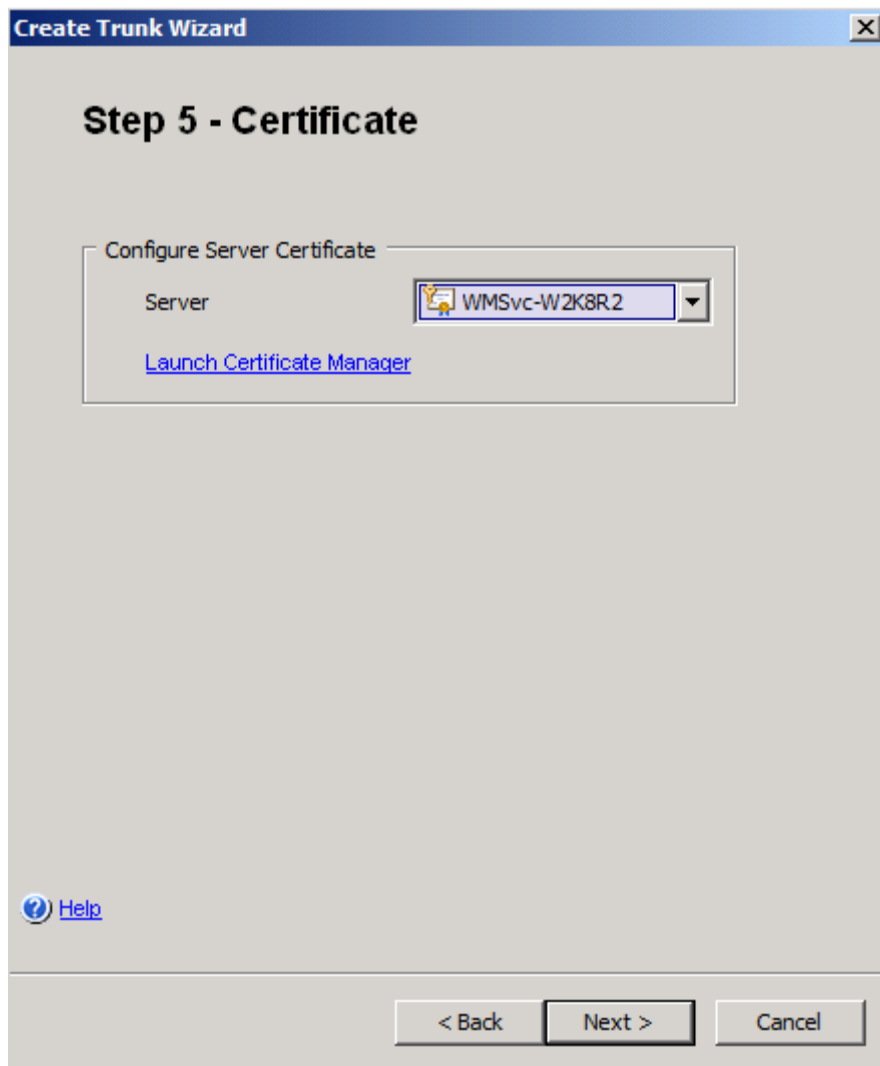 Create Trunk Wizard
Step 5 - Certificate
Configure Server Certificate
Server WMSvc-W2K8R2
Launch Certificate Manager
Help
< Back Next > Cancel